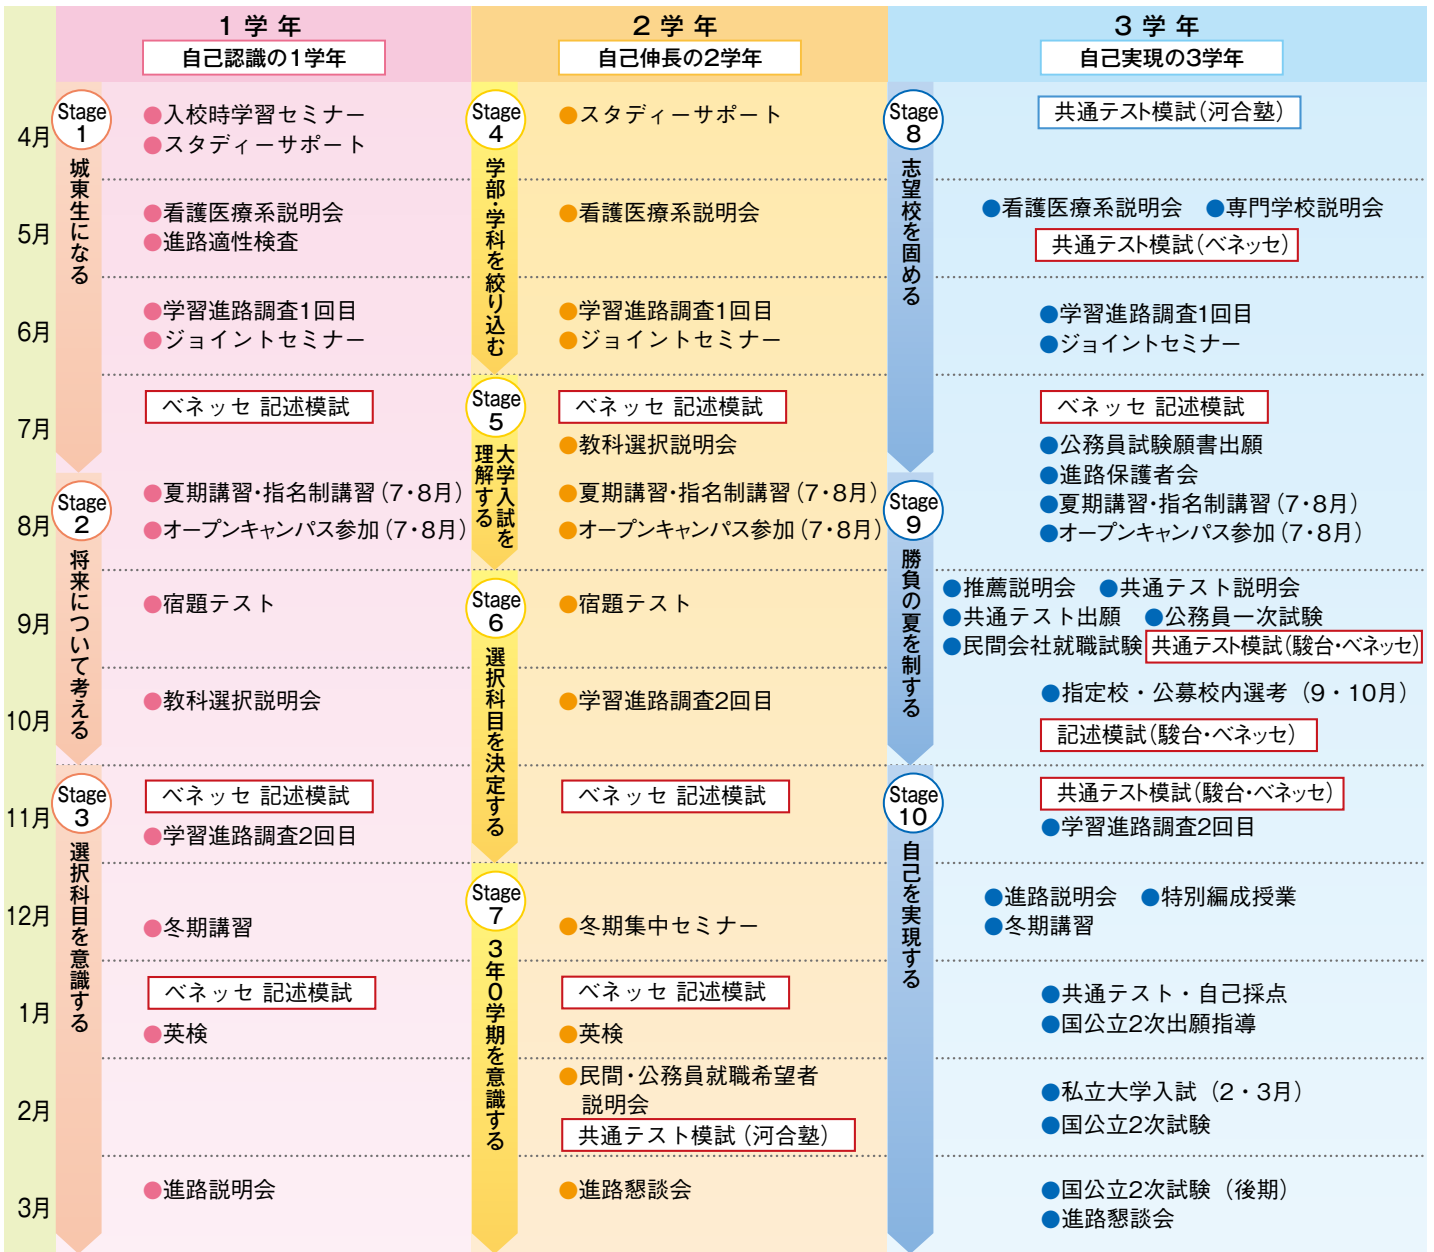 1学年
自己認識の1学年
2学年
自己伸長の2学年
3学年
自己実現の3学年
4月
Stage
1
城東生になる
●入校時学習セミナー
●スタディーサポート
Stage
4
学部・学科を絞り込む
●スタディーサポート
Stage
8
志望校を固める
共通テスト模試(河合塾)
5月
●看護医療系説明会
●進路適性検査
●看護医療系説明会
●看護医療系説明会 ●専門学校説明会
共通テスト模試(ベネッセ)
6月
●学習進路調査1回目
●ジョイントセミナー
●学習進路調査1回目
●ジョイントセミナー
●学習進路調査1回目
●ジョイントセミナー
7月
ベネッセ 記述模試
Stage
5
大学入試を
理解する
ベネッセ 記述模試
●教科選択説明会
ベネッセ 記述模試
●公務員試験願書出願
●進路保護者会
8月
Stage
2
将来について考える
●夏期講習・指名制講習(7・8月)
●オープンキャンパス参加(7・8月)
●夏期講習・指名制講習(7・8月)
●オープンキャンパス参加(7・8月)
Stage
9
勝負の夏を制する
●夏期講習・指名制講習(7・8月)
●オープンキャンパス参加(7・8月)
9月
●宿題テスト
Stage
6
選択科目を決定する
●宿題テスト
●推薦説明会 ●共通テスト説明会
●共通テスト出願 ●公務員一次試験
●民間会社就職試験 共通テスト模試(駿台・ベネッセ)
10月
●教科選択説明会
●学習進路調査2回目
●指定校・公募校内選考(9・10月)
記述模試(駿台・ベネッセ)
11月
Stage
3
選択科目を意識する
ベネッセ 記述模試
●学習進路調査2回目
ベネッセ 記述模試
Stage
10
自己を実現する
共通テスト模試(駿台・ベネッセ)
●学習進路調査2回目
12月
●冬期講習
Stage
7
3年0学期を意識する
●冬期集中セミナー
●進路説明会 ●特別編成授業
●冬期講習
1月
ベネッセ 記述模試
●英検
ベネッセ 記述模試
●英検
●共通テスト・自己採点
●国公立2次出願指導
2月
●民間・公務員就職希望者
説明会
共通テスト模試(河合塾)
●私立大学入試(2・3月)
●国公立2次試験
3月
●進路説明会
●進路懇談会
●国公立2次試験(後期)
●進路懇談会